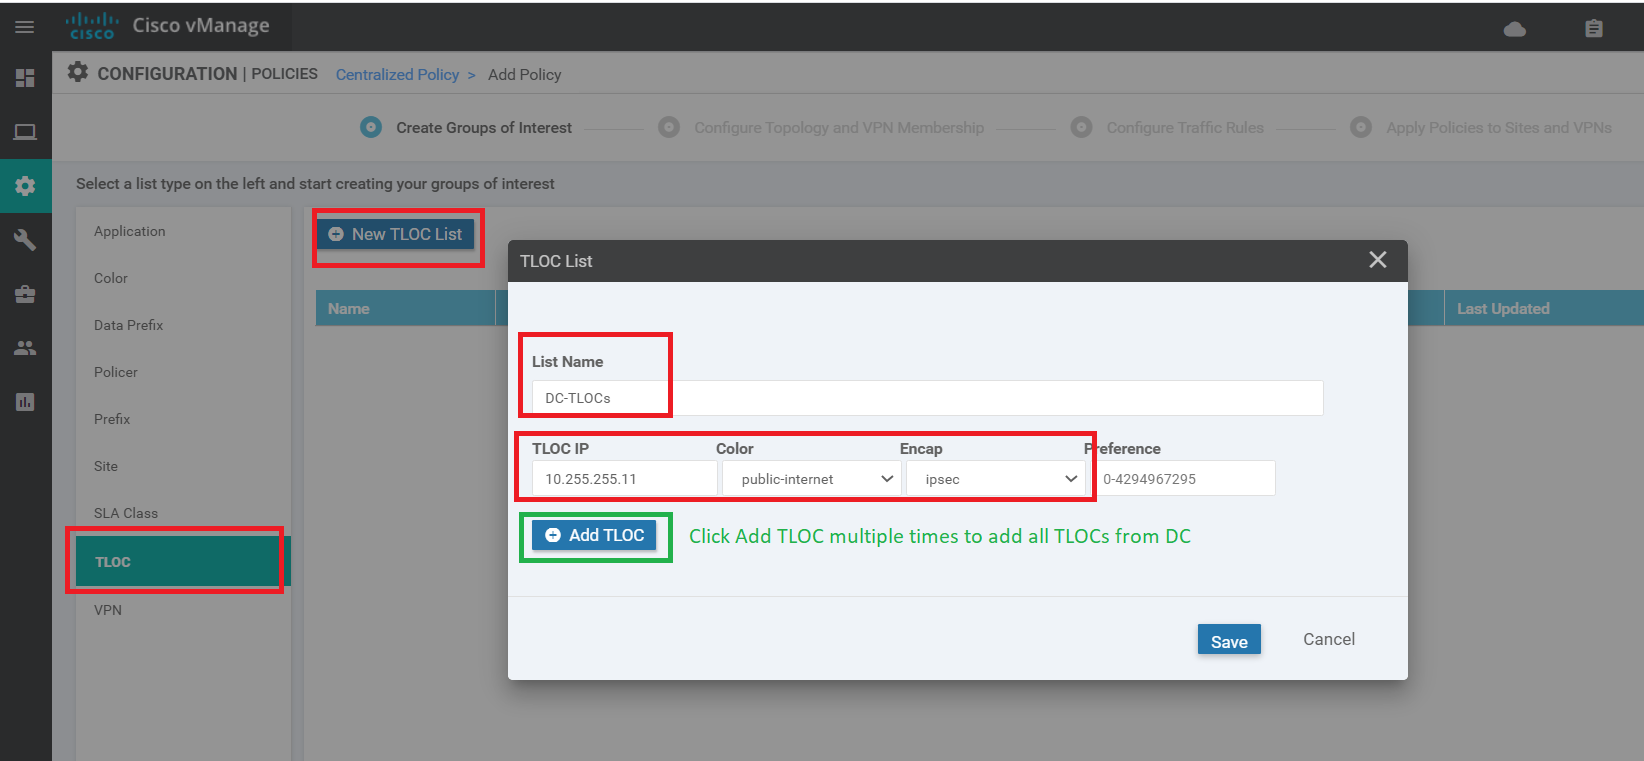 cisco Cisco vManage
CONFIGURATION | POLICIES Centralized Policy > Add Policy
Create Groups of Interest Configure Topology and VPN Membership Configure Traffic Rules Apply Policies to Sites and VPNs
Select a list type on the left and start creating your groups of interest
Application
Color
Data Prefix
Policer
Prefix
Site
SLA Class
TLOC
VPN
New TLOC List
Name Last Updated
TLOC List
List Name
DC-TLOCs
TLOC IP Color Encap Preference
10.255.255.11 public-internet ipsec 0-4294967295
Add TLOC Click Add TLOC multiple times to add all TLOCs from DC
Save Cancel